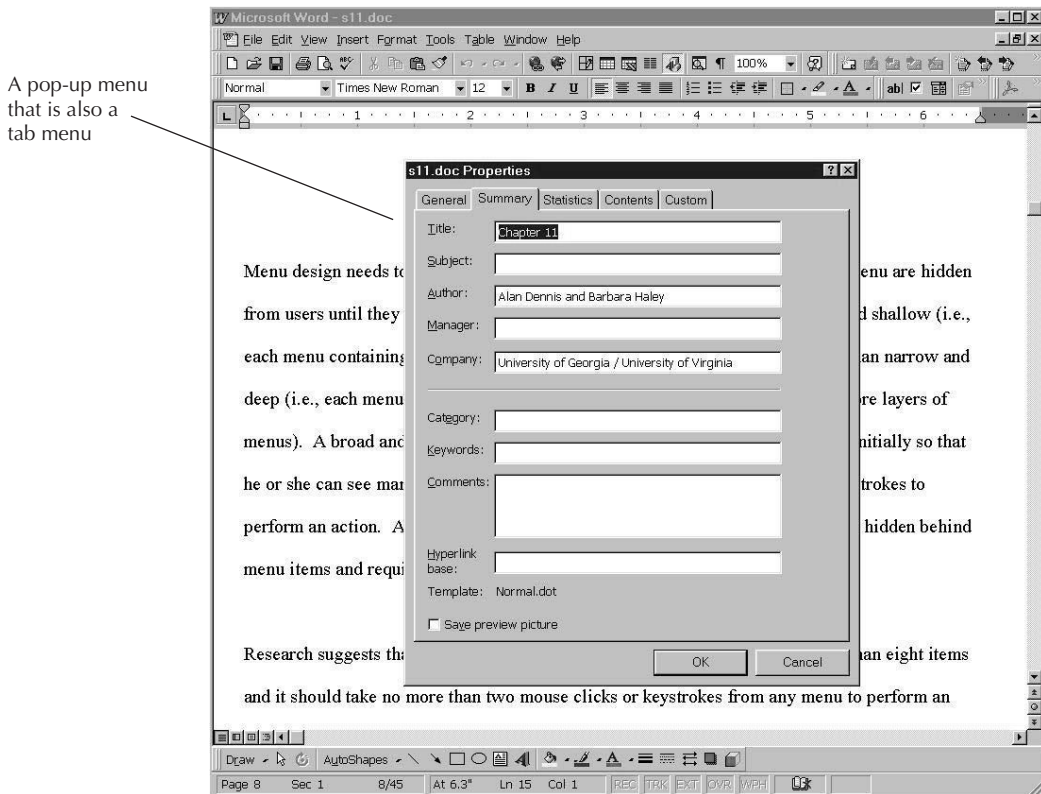 A pop-up menu
that is also a
tab menu
Microsoft Word - s11.doc
File Edit View Insert Format Tools Table Window Help
100%
Normal Times New Roman 12 B I U A abl
1 2 3 4 5 6
s11.doc Properties
General Summary Statistics Contents Custom
Title: Chapter 11
Subject:
Author: Alan Dennis and Barbara Haley
Manager:
Company: University of Georgia / University of Virginia
Category:
Keywords:
Comments:
Hyperlink
base:
Template: Normal.dot
Save preview picture
OK Cancel
Menu design needs to enu are hidden
from users until they d shallow (i.e.,
each menu containing an narrow and
deep (i.e., each menu re layers of
menus). A broad and nitially so that
he or she can see mar trokes to
perform an action. A hidden behind
menu items and requi
Research suggests tha an eight items
and it should take no more than two mouse clicks or keystrokes from any menu to perform an
Draw AutoShapes A
Page 8 Sec 1 8/45 At 6.3" Ln 15 Col 1 REC TRK EXT OVR WPH